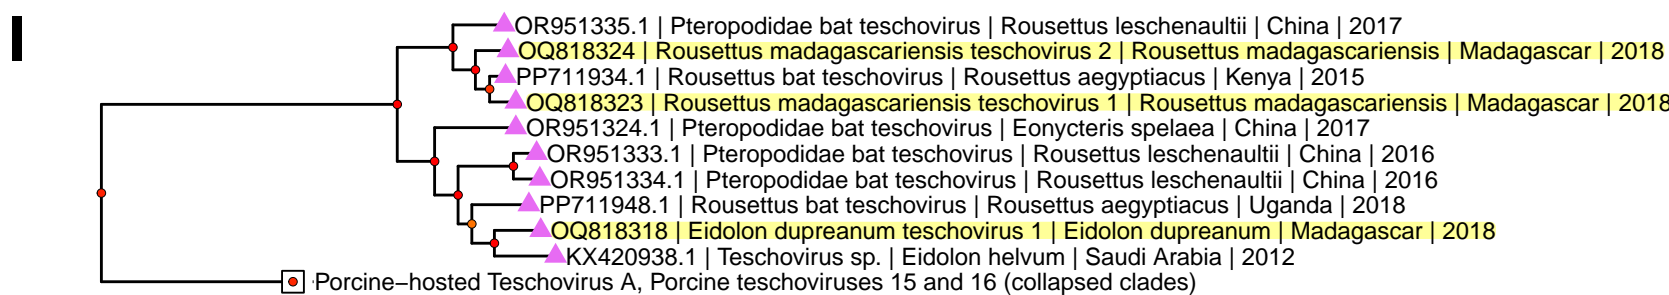 OR951335.1 | Pteropodidae bat teschovirus | Rousettus leschenaultii | China | 2017
OQ818324 | Rousettus madagascariensis teschovirus 2 | Rousettus madagascariensis | Madagascar | 2018
PP711934.1 | Rousettus bat teschovirus | Rousettus aegyptiacus | Kenya | 2015
OQ818323 | Rousettus madagascariensis teschovirus 1 | Rousettus madagascariensis | Madagascar | 2018
OR951324.1 | Pteropodidae bat teschovirus | Eonycteris spelaea | China | 2017
OR951333.1 | Pteropodidae bat teschovirus | Rousettus leschenaultii | China | 2016
OR951334.1 | Pteropodidae bat teschovirus | Rousettus leschenaultii | China | 2016
PP711948.1 | Rousettus bat teschovirus | Rousettus aegyptiacus | Uganda | 2018
OQ818318 | Eidolon dupreanum teschovirus 1 | Eidolon dupreanum | Madagascar | 2018
KX420938.1 | Teschovirus sp. | Eidolon helvum | Saudi Arabia | 2012
Porcine−hosted Teschovirus A, Porcine teschoviruses 15 and 16 (collapsed clades)